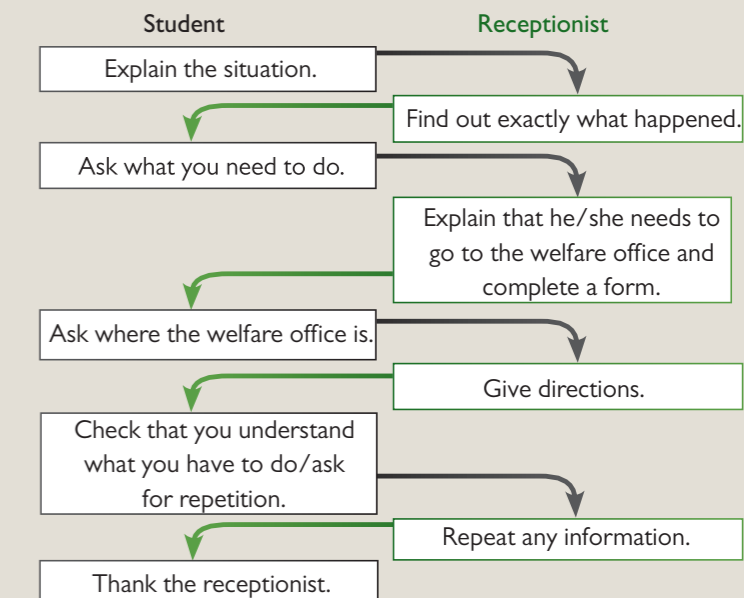 Student
Receptionist
Explain the situation.
Find out exactly what happened.
Ask what you need to do.
Explain that he/she needs to
go to the welfare office and
complete a form.
Ask where the welfare office is.
Give directions.
Check that you understand
what you have to do/ask
for repetition.
Repeat any information.
Thank the receptionist.